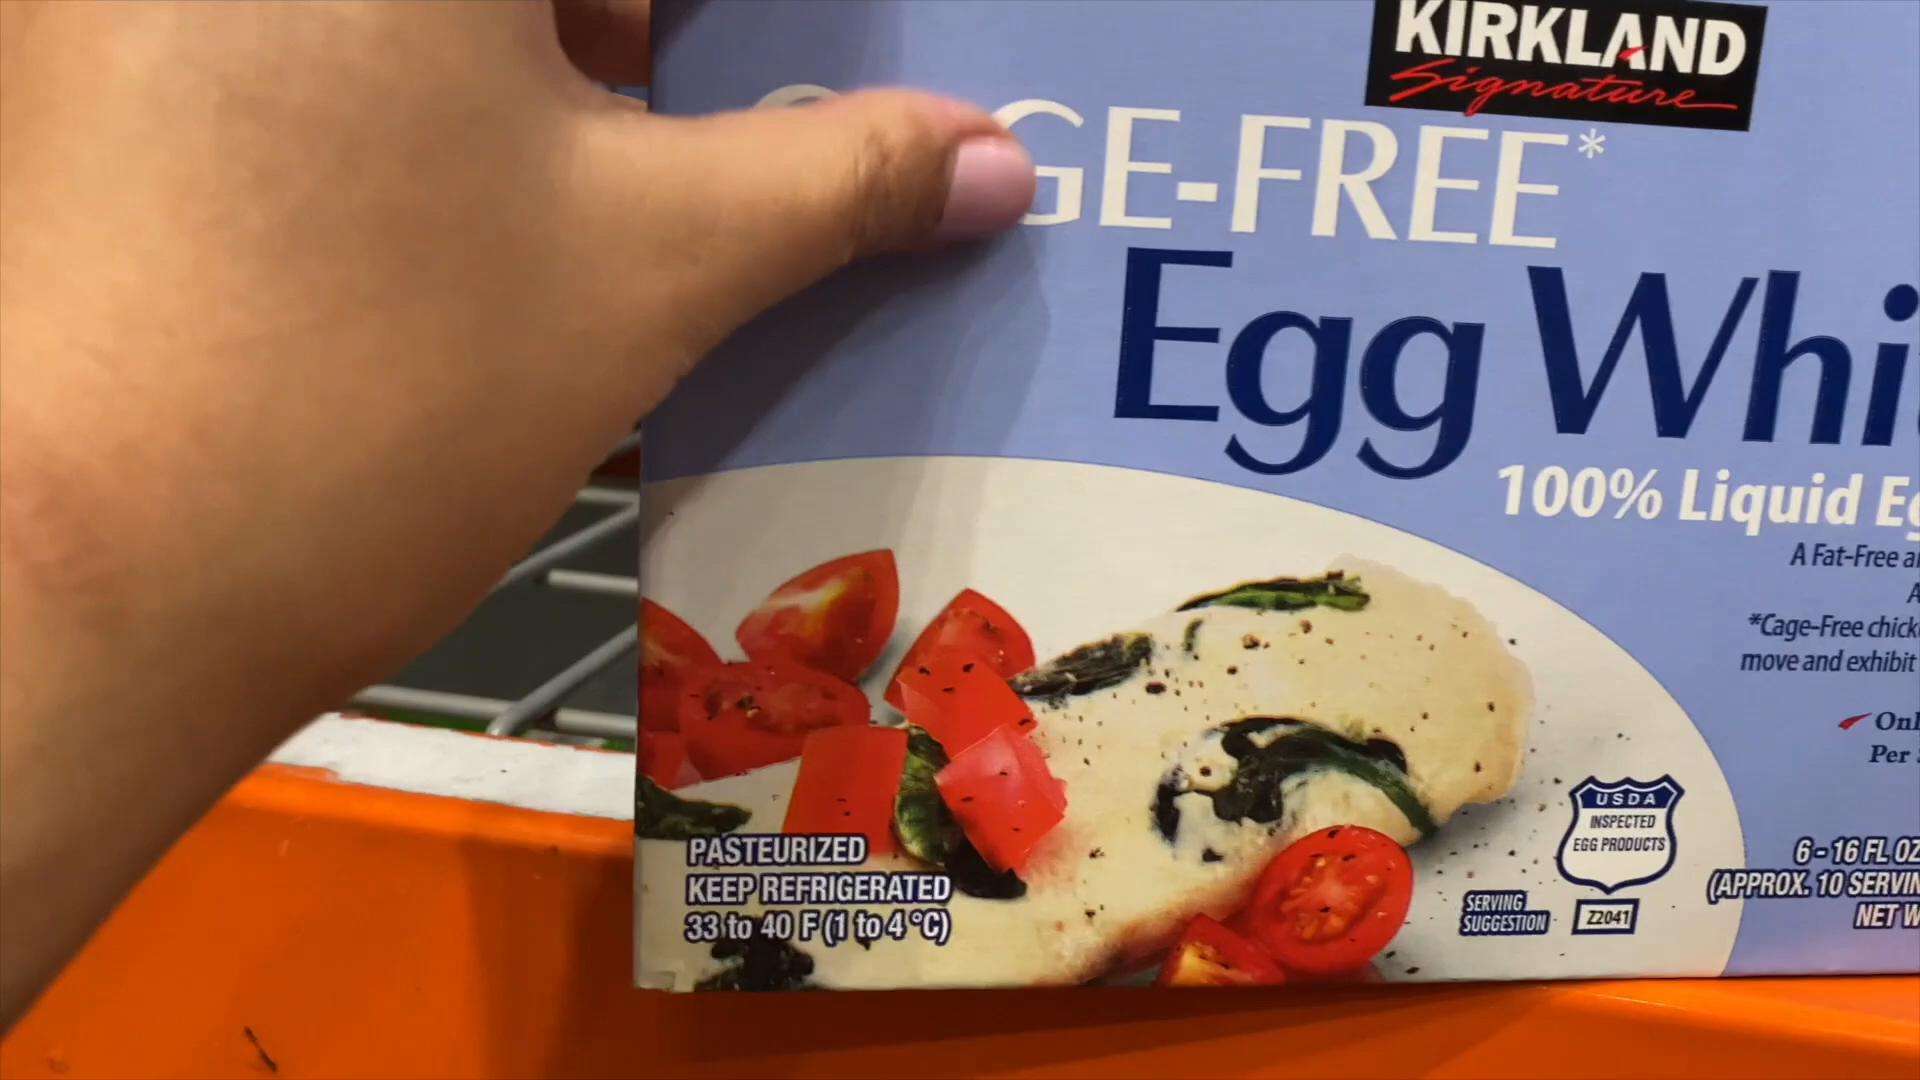 KIRKLAND
Signature
GE-FREE*
Egg Whi
100% Liquid Eg
A Fat-Free a
A
*Cage-Free chick
move and exhibit
Onl
Per
USDA
INSPECTED
EGG PRODUCTS
PASTEURIZED
KEEP REFRIGERATED
33 to 40 F (1 to 4 °C)
SERVING
SUGGESTION
Z2041
6 - 16 FL OZ
(APPROX. 10 SERVIN
NET W